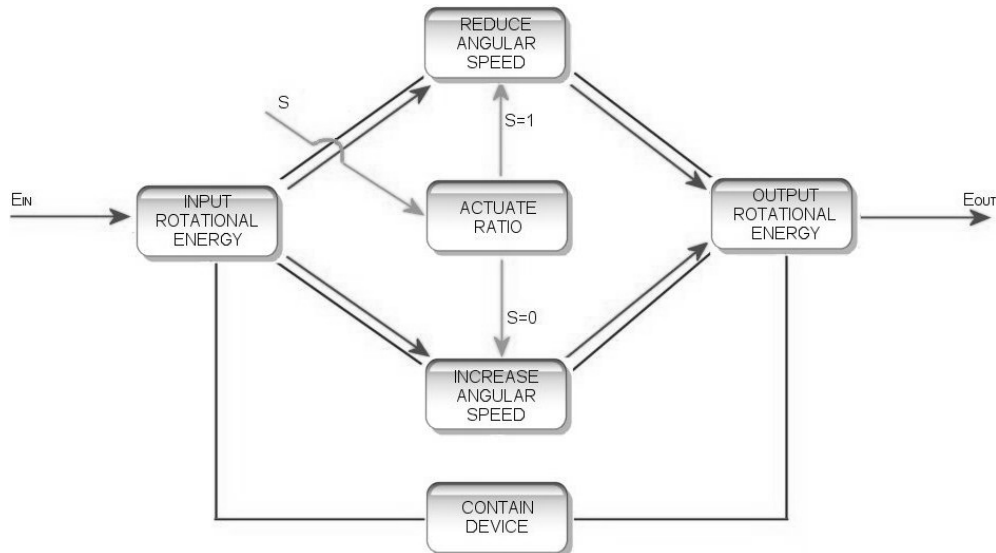 REDUCE
ANGULAR
SPEED
S
S=1
EIN
INPUT
ROTATIONAL
ENERGY
ACTUATE
RATIO
OUTPUT
ROTATIONAL
ENERGY
EOUT
S=0
INCREASE
ANGULAR
SPEED
CONTAIN
DEVICE